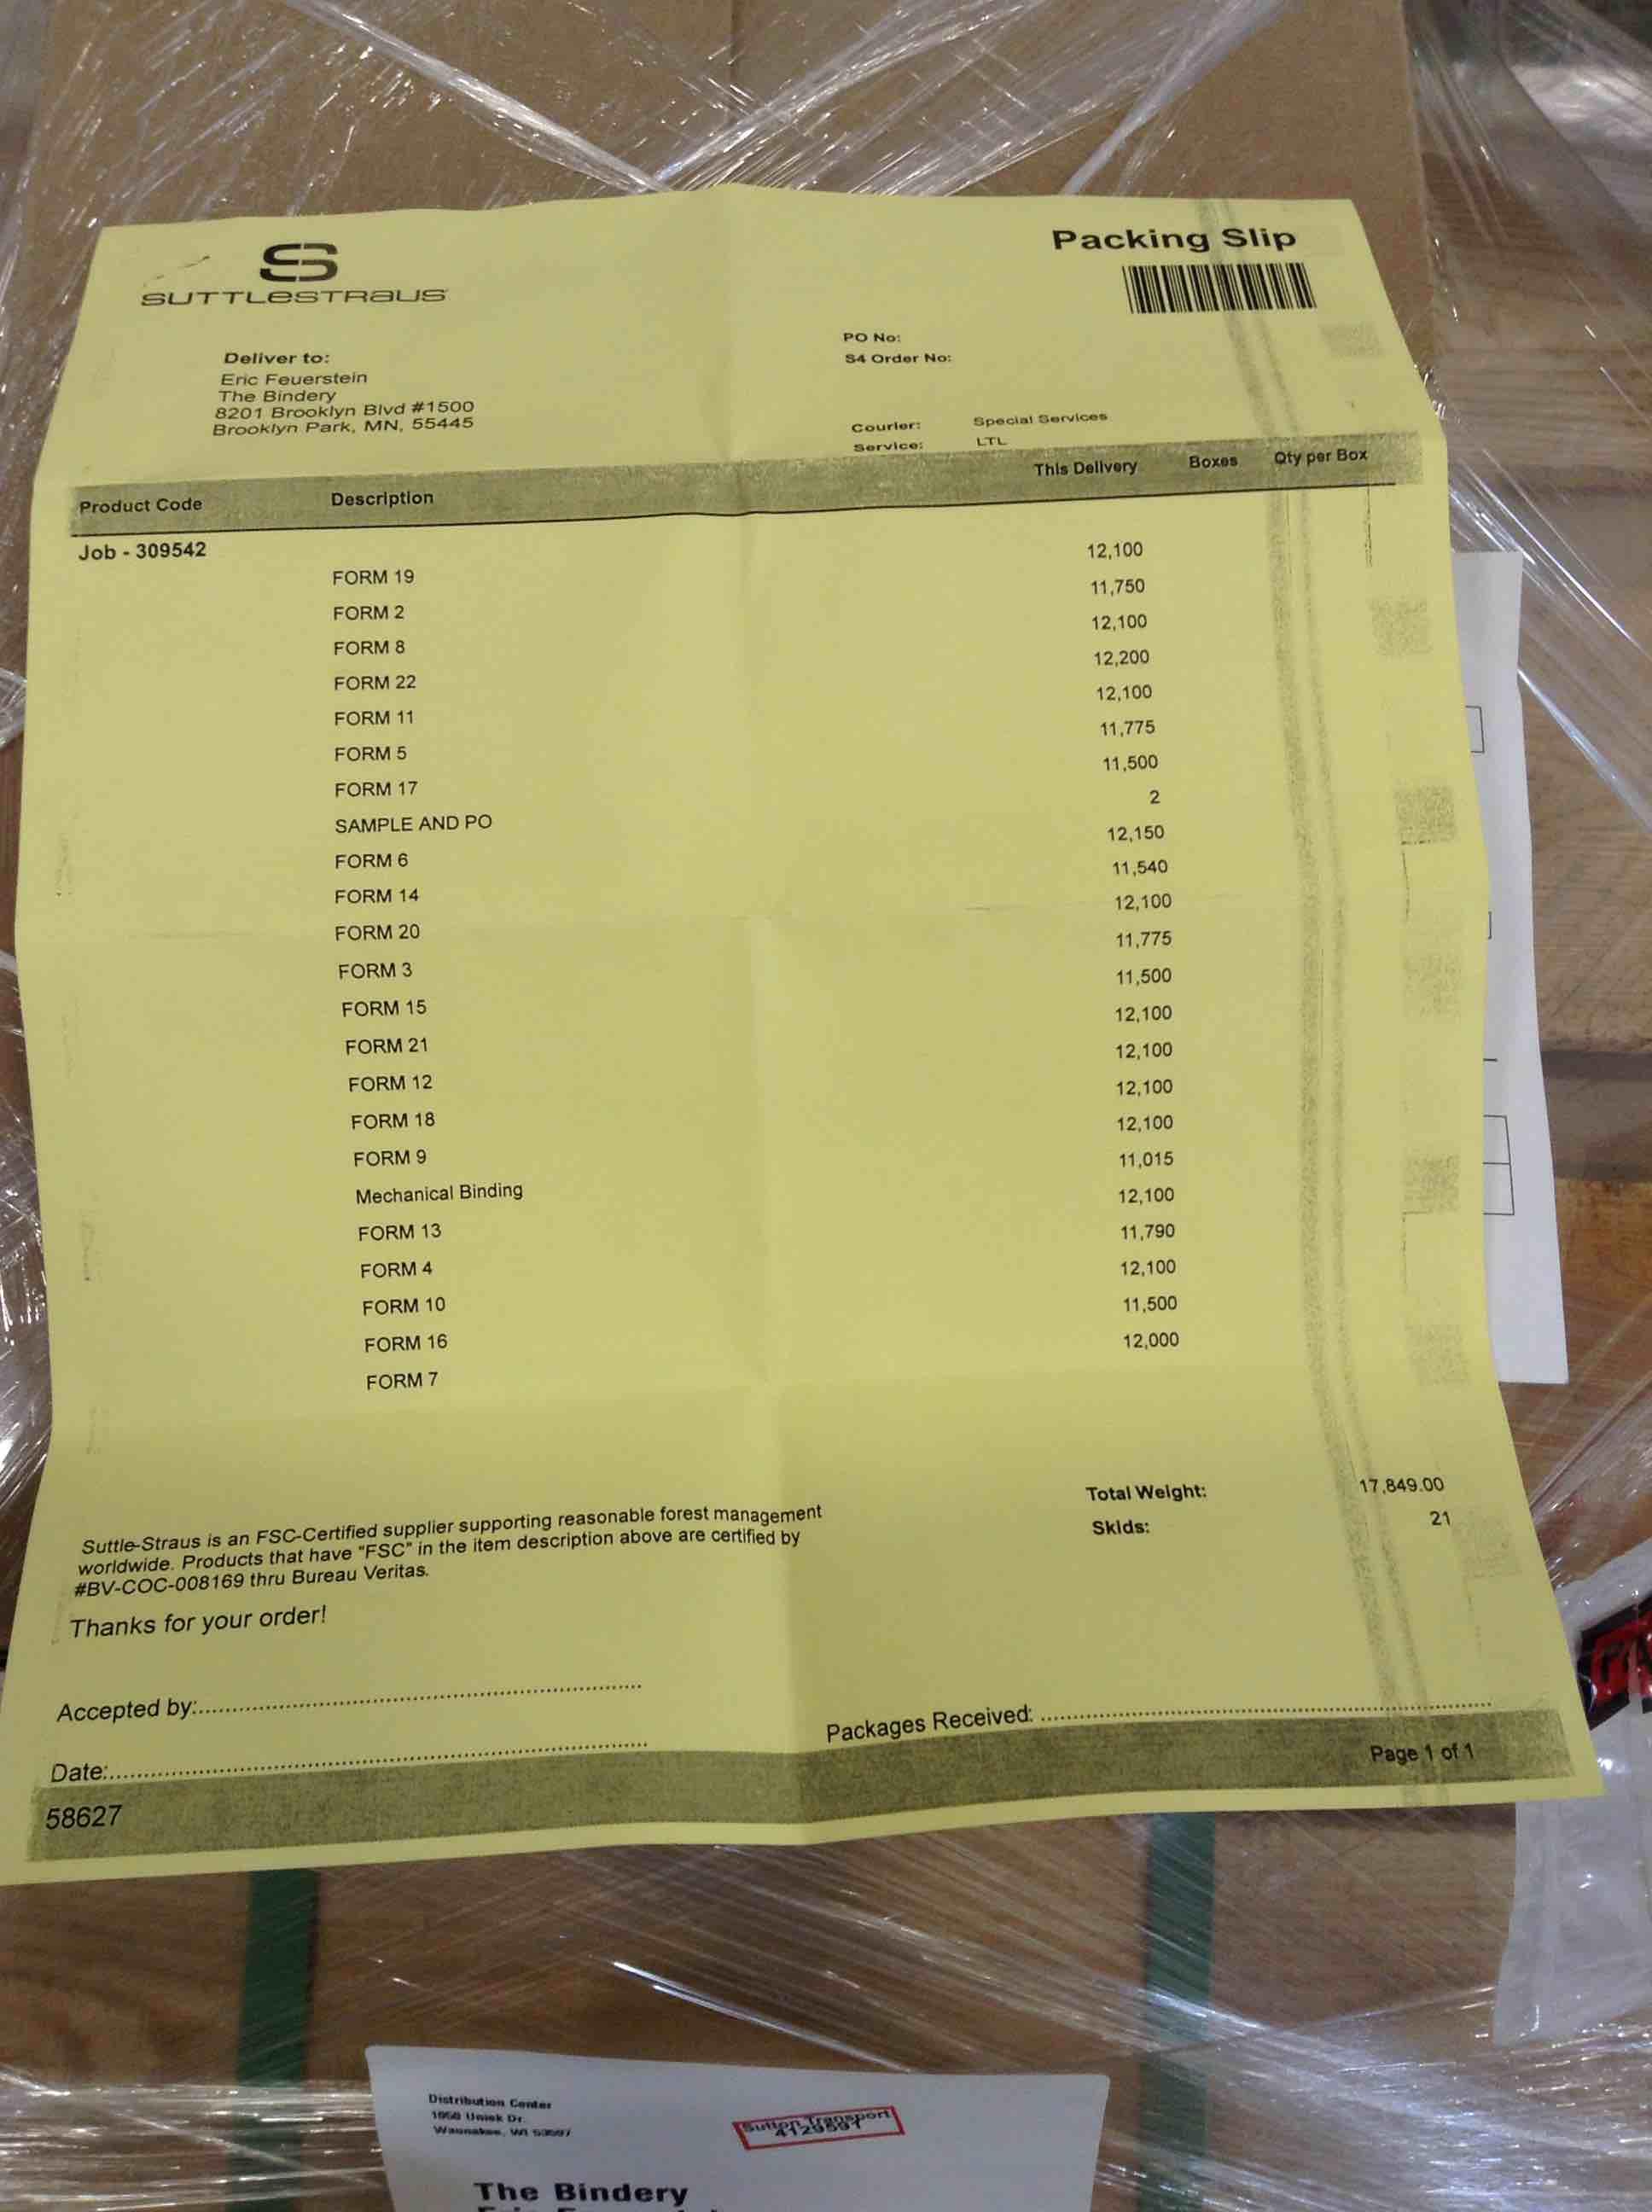 SUTTLESTRAUS
Packing Slip
Deliver to:
Eric Feuerstein
The Bindery
8201 Brooklyn Blvd #1500
Brooklyn Park, MN, 55445
PO No:
S4 Order No:
Courier: Special Services
Service: LTL
Product Code Description This Delivery Boxes Qty per Box
Job - 309542
FORM 19 12,100
FORM 2 11,750
FORM 8 12,100
FORM 22 12,200
FORM 11 12,100
FORM 5 11,775
FORM 17 11,500
SAMPLE AND PO 2
FORM 6 12,150
FORM 14 11,540
FORM 20 12,100
FORM 3 11,775
FORM 15 11,500
FORM 21 12,100
FORM 12 12,100
FORM 18 12,100
FORM 9 12,100
Mechanical Binding 11,015
FORM 13 12,100
FORM 4 11,790
FORM 10 12,100
FORM 16 11,500
FORM 7 12,000
Total Weight: 17,849.00
Skids: 21
Suttle-Straus is an FSC-Certified supplier supporting reasonable forest management
worldwide. Products that have "FSC" in the item description above are certified by
#BV-COC-008169 thru Bureau Veritas.
Thanks for your order!
Accepted by:
Packages Received:
Date:
Page 1 of 1
58627
Distribution Center
Uniek Dr.
Waunakee, WI
Sutton Transport
4129591
The Bindery